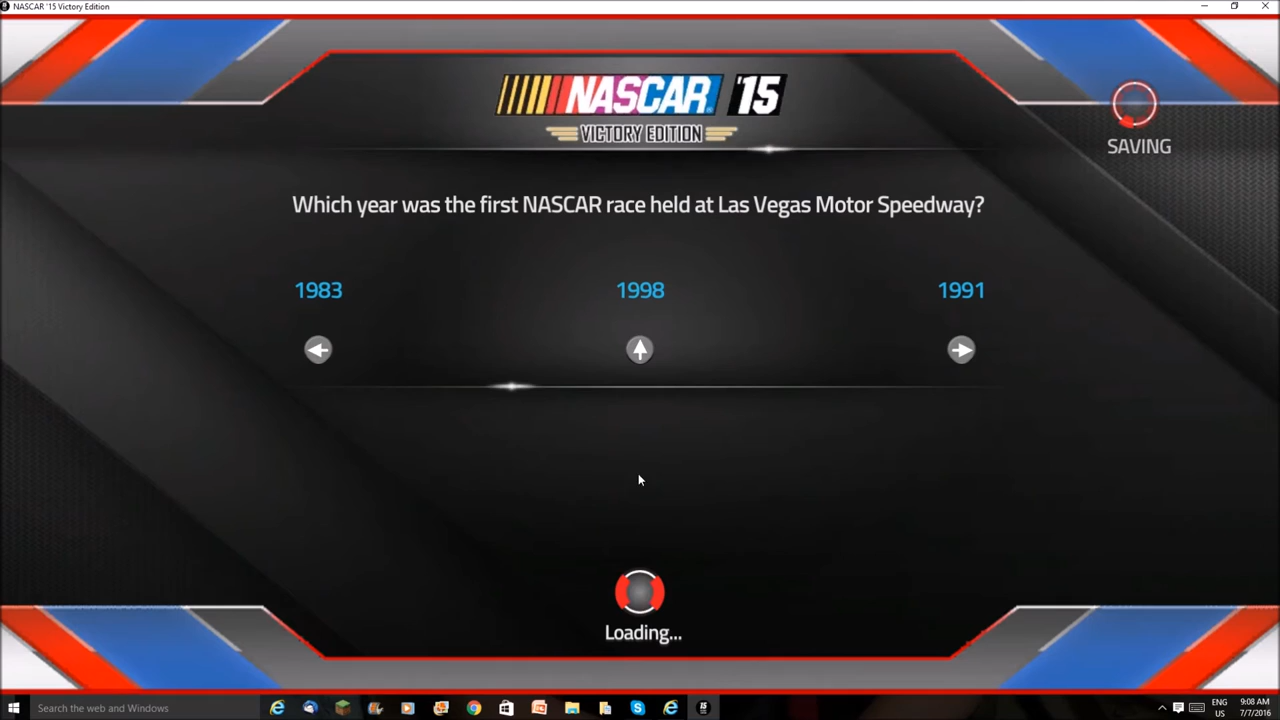 NASCAR '15 Victory Edition
NASCAR '15
VICTORY EDITION
SAVING
Which year was the first NASCAR race held at Las Vegas Motor Speedway?
1983 1998 1991
Loading...
Search the web and Windows
ENG 9:08 AM
US 7/7/2016